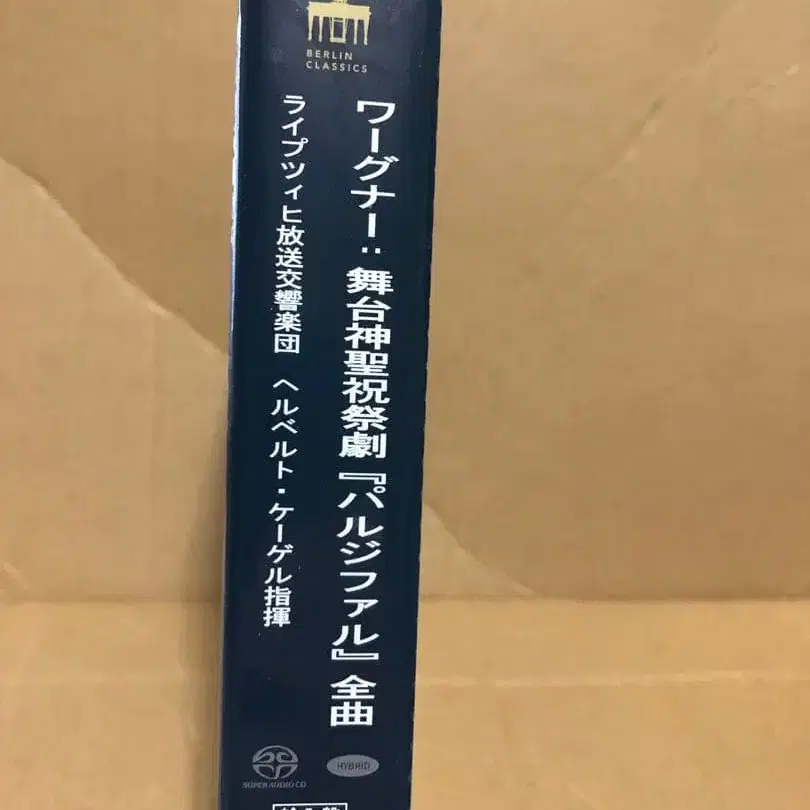 BERLIN
CLASSICS
ワーグナー：舞台神聖祝祭劇『パルジファル』全曲
ライプツィヒ放送交響楽団　ヘルベルト・ケーゲル指揮
SUPER AUDIO CD
HYBRID